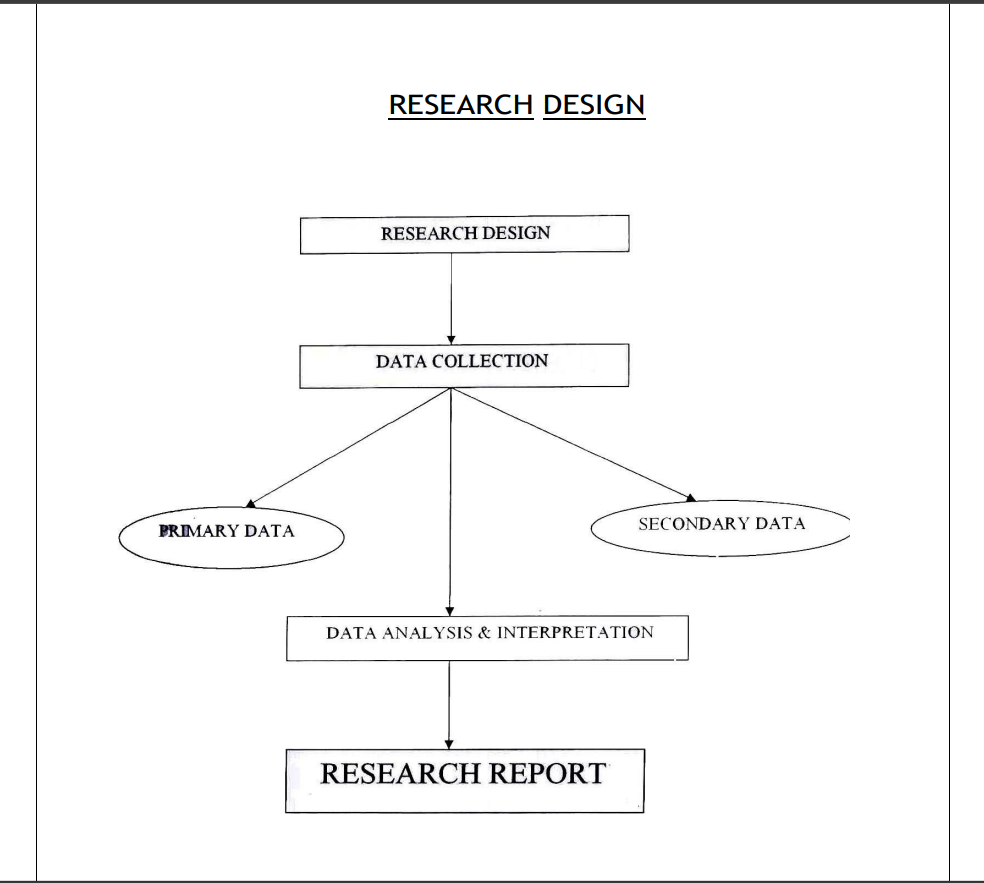 RESEARCH DESIGN
RESEARCH DESIGN
DATA COLLECTION
PRIMARY DATA
SECONDARY DATA
DATA ANALYSIS & INTERPRETATION
RESEARCH REPORT